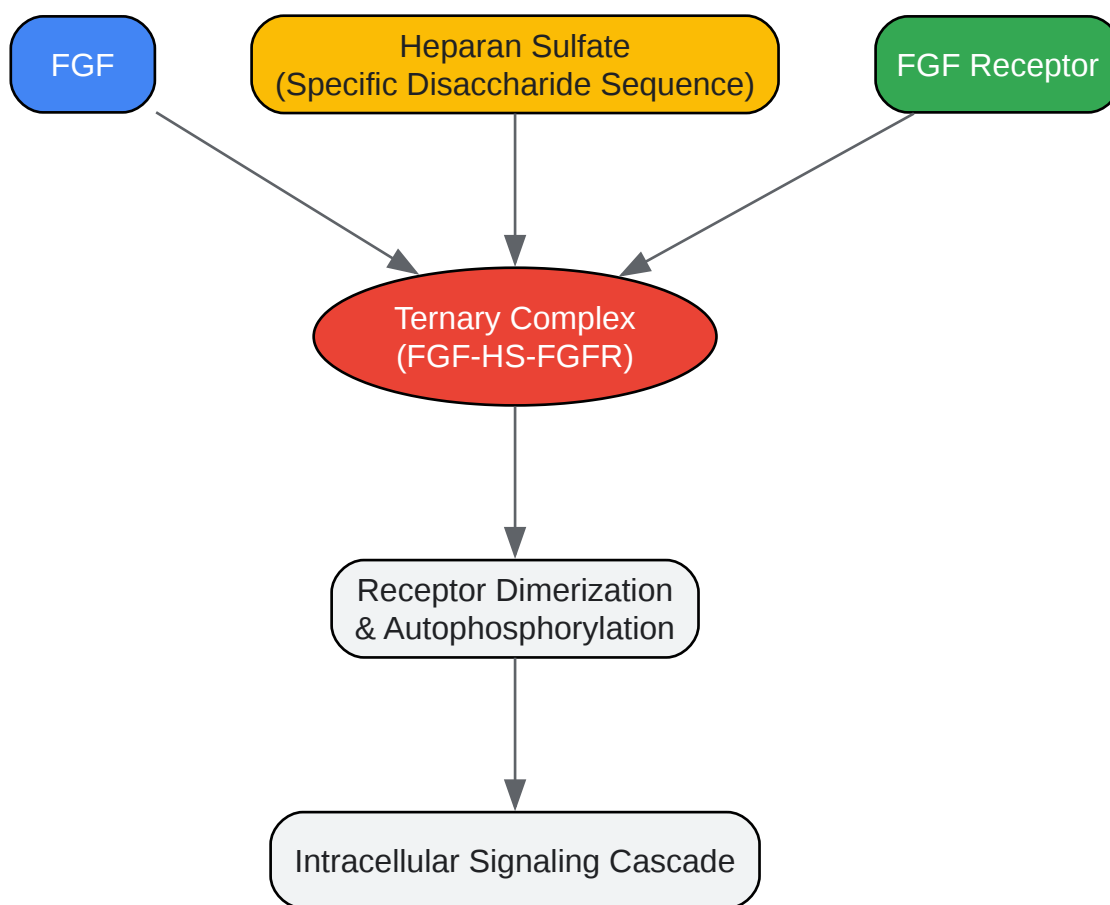 FGF
Heparan Sulfate
(Specific Disaccharide Sequence)
FGF Receptor
Ternary Complex
(FGF-HS-FGFR)
Receptor Dimerization
& Autophosphorylation
Intracellular Signaling Cascade